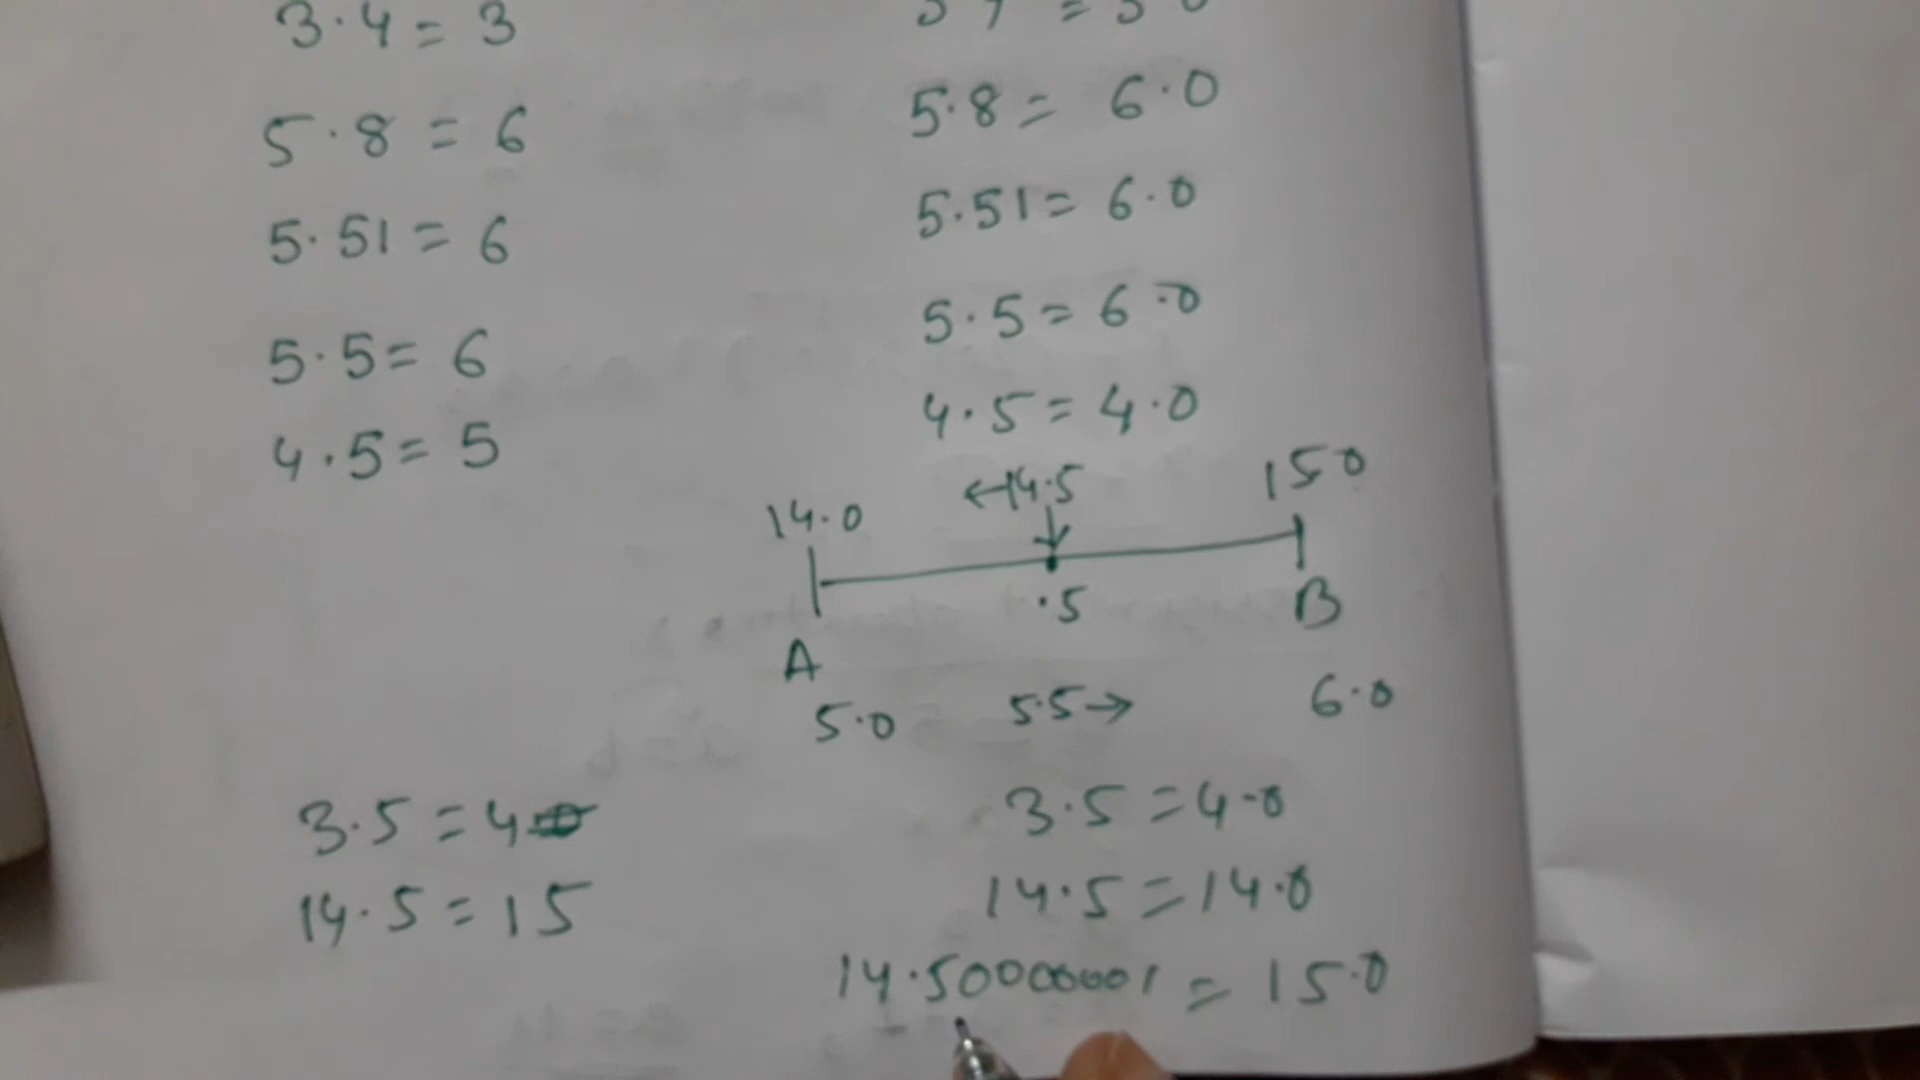 3.4 = 3
5.8 = 6 5.8 = 6.0
5.51 = 6 5.51 = 6.0
5.5 = 6 5.5 = 6.0
4.5 = 5 4.5 = 4.0
14.0 ←14.5 150
.5
A B
5.0 5.5→ 6.0
3.5 = 4 3.5 = 4.0
14.5 = 15 14.5 = 14.0
14.50000001 = 15.0